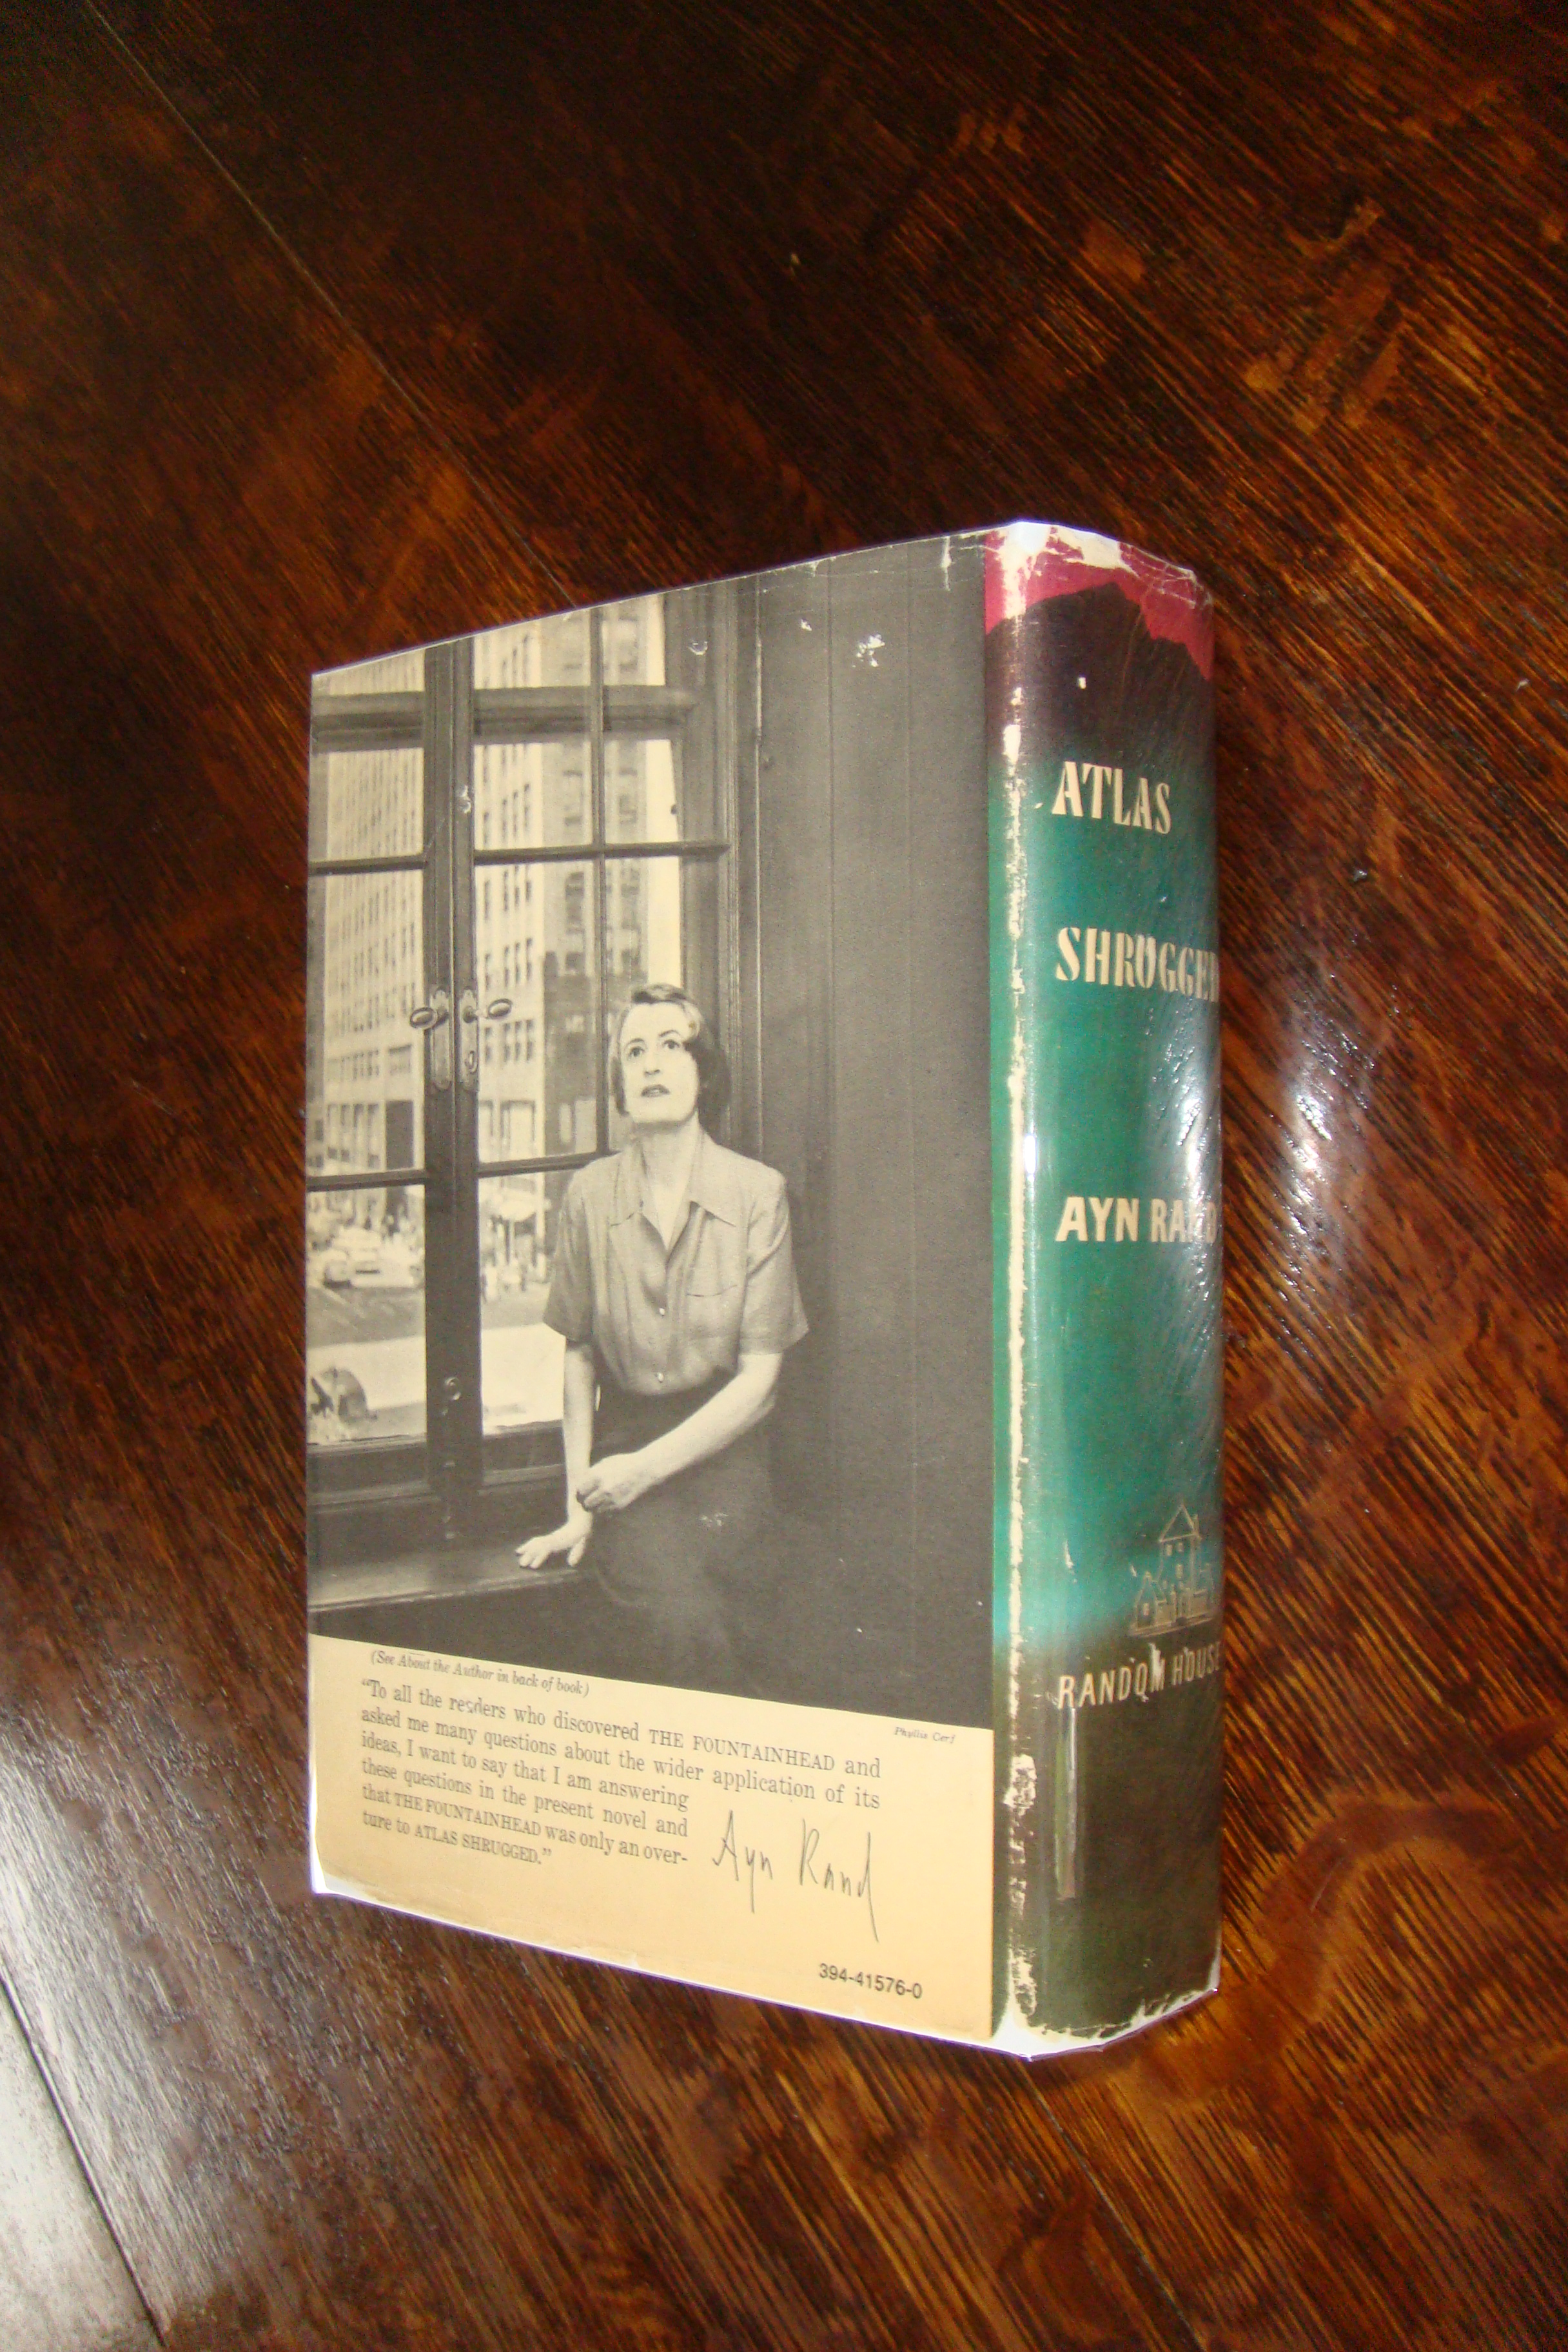 (See About the Author in back of book)
Phyllis Cerf
“To all the readers who discovered THE FOUNTAINHEAD and
asked me many questions about the wider application of its
ideas, I want to say that I am answering
these questions in the present novel and
that THE FOUNTAINHEAD was only an over-
ture to ATLAS SHRUGGED.”
Ayn Rand
394-41576-0
ATLAS
SHRUGGED
AYN RAND
RANDOM HOUSE